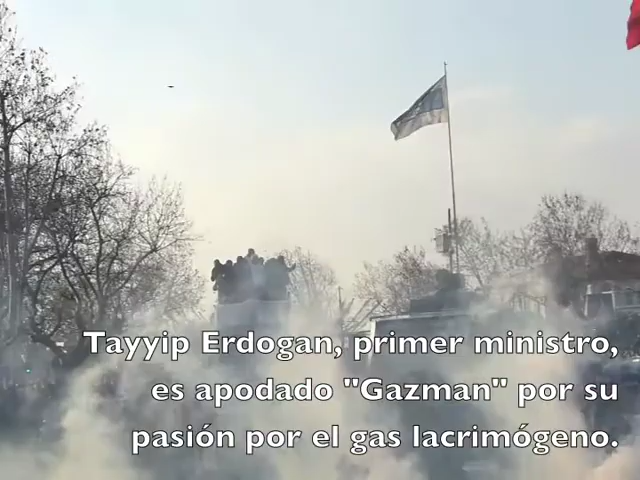 Tayyip Erdogan, primer ministro,
es apodado "Gazman" por su
pasión por el gas lacrimógeno.